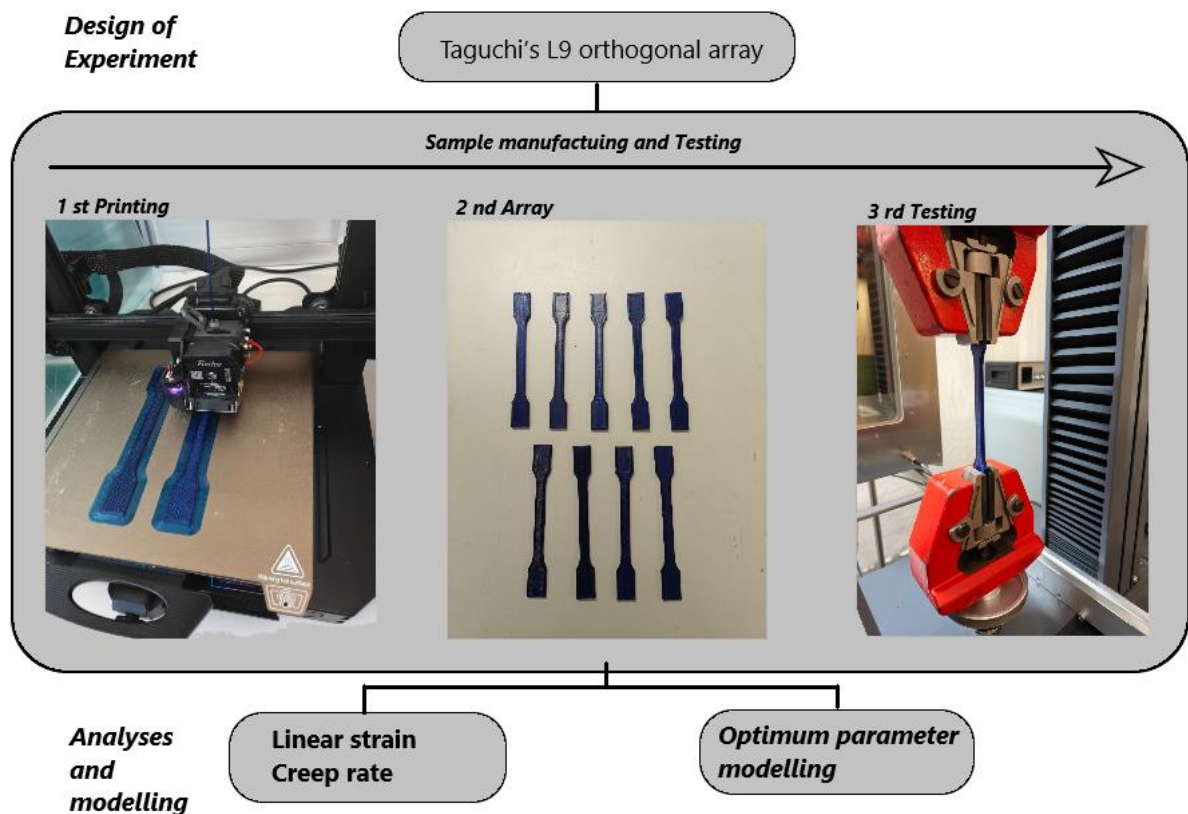 Design of
Experiment
Taguchi's L9 orthogonal array
Sample manufactuing and Testing
1 st Printing
2 nd Array
3 rd Testing
Analyses
and
modelling
Linear strain
Creep rate
Optimum parameter
modelling